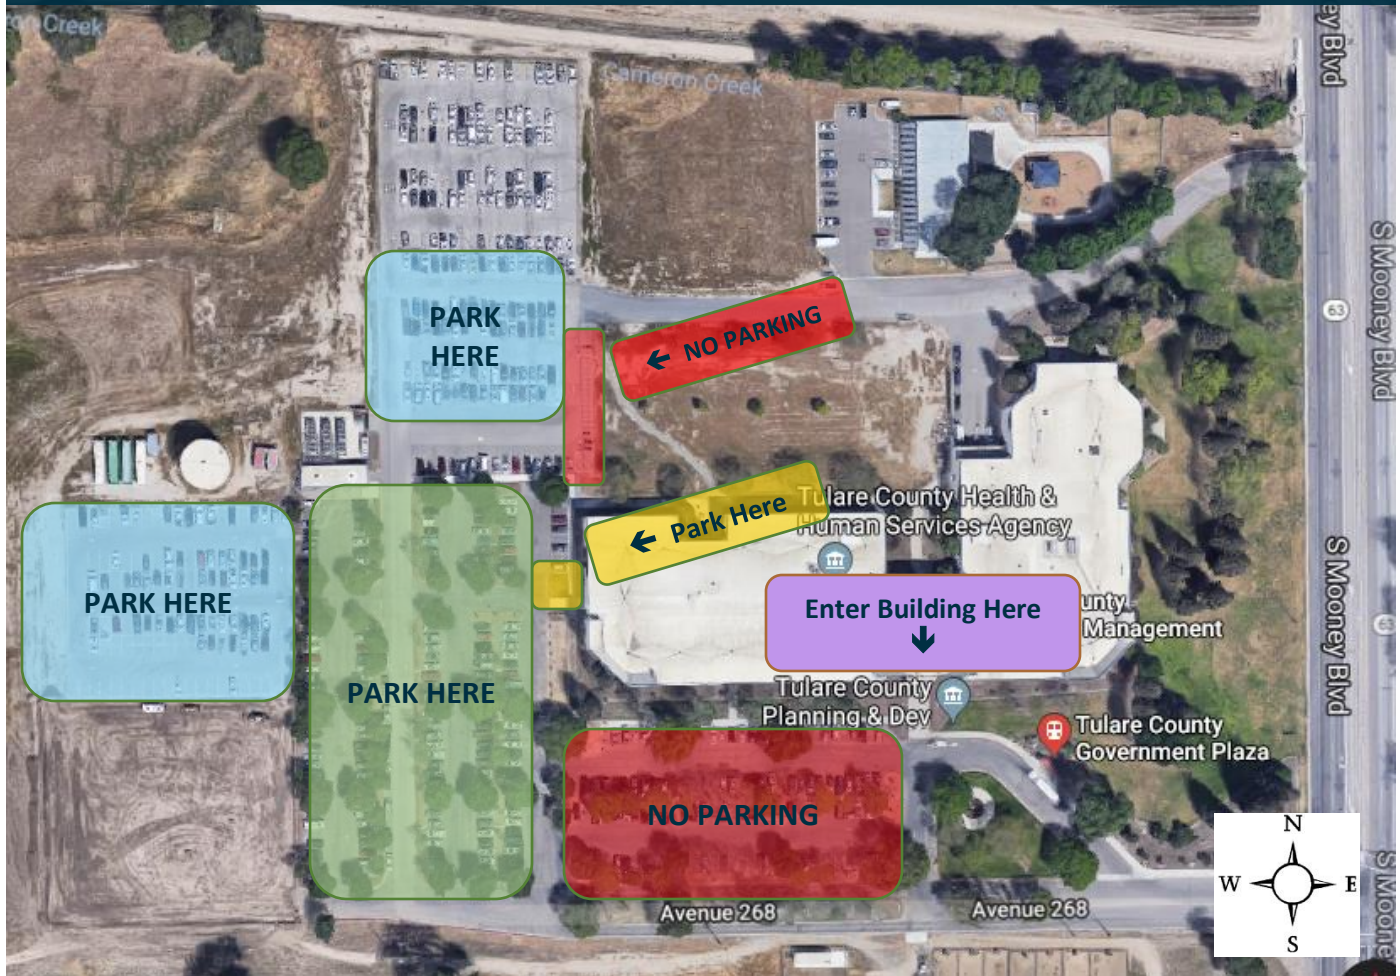 Creek
ey Blvd
Cameron Creek
S Mooney Blvd
63
PARK
HERE
← NO PARKING
← Park Here
Tulare County Health &
Human Services Agency
PARK HERE
Enter Building Here
↓
unty
Management
S Mooney Blvd
PARK HERE
Tulare County
Planning & Dev
Tulare County
Government Plaza
NO PARKING
N
W E
S
S Moone
Avenue 268
Avenue 268